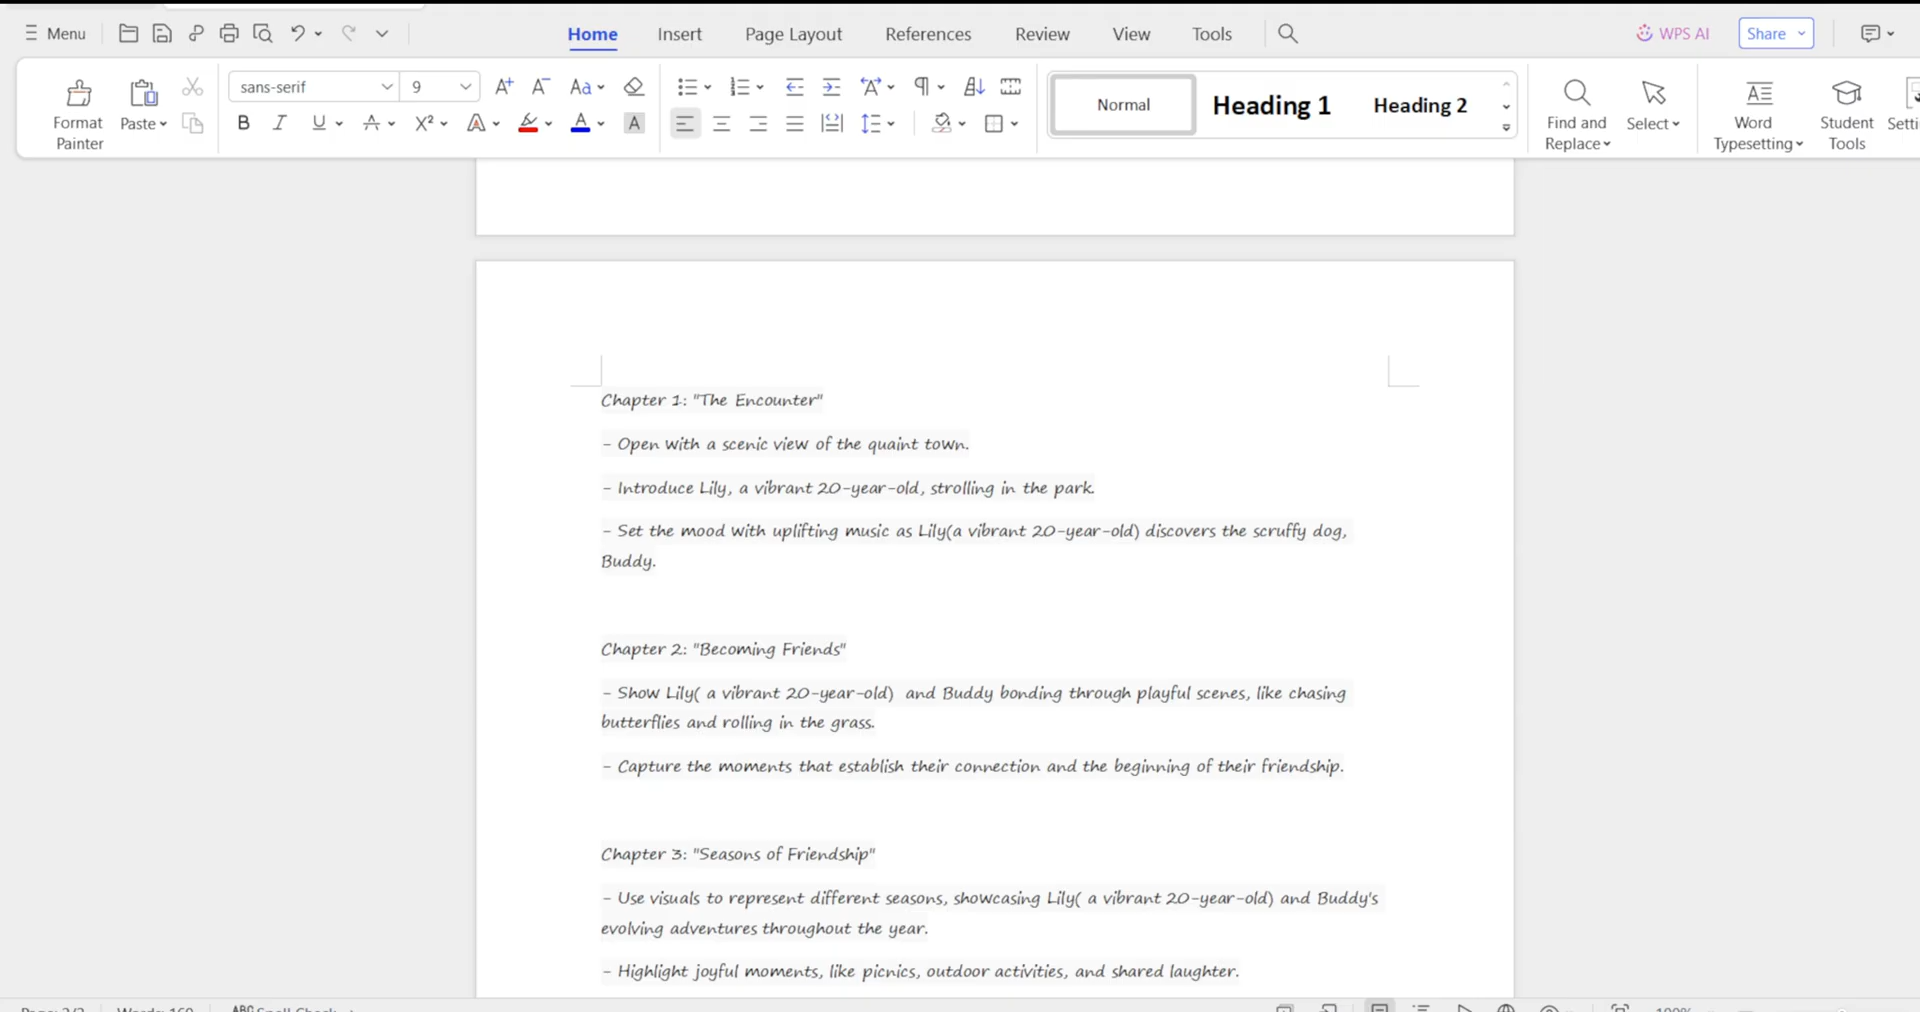 Menu Home Insert Page Layout References Review View Tools WPS AI Share
sans-serif 9 A+ A- Aa
Format Painter Paste B I U A X² A A A Normal Heading 1 Heading 2 Find and Replace Select Word Typesetting Student Tools
Chapter 1: "The Encounter"
- Open with a scenic view of the quaint town.
- Introduce Lily, a vibrant 20-year-old, strolling in the park.
- Set the mood with uplifting music as Lily(a vibrant 20-year-old) discovers the scruffy dog,
Buddy.
Chapter 2: "Becoming Friends"
- Show Lily( a vibrant 20-year-old)  and Buddy bonding through playful scenes, like chasing
butterflies and rolling in the grass.
- Capture the moments that establish their connection and the beginning of their friendship.
Chapter 3: "Seasons of Friendship"
- Use visuals to represent different seasons, showcasing Lily( a vibrant 20-year-old) and Buddy's
evolving adventures throughout the year.
- Highlight joyful moments, like picnics, outdoor activities, and shared laughter.